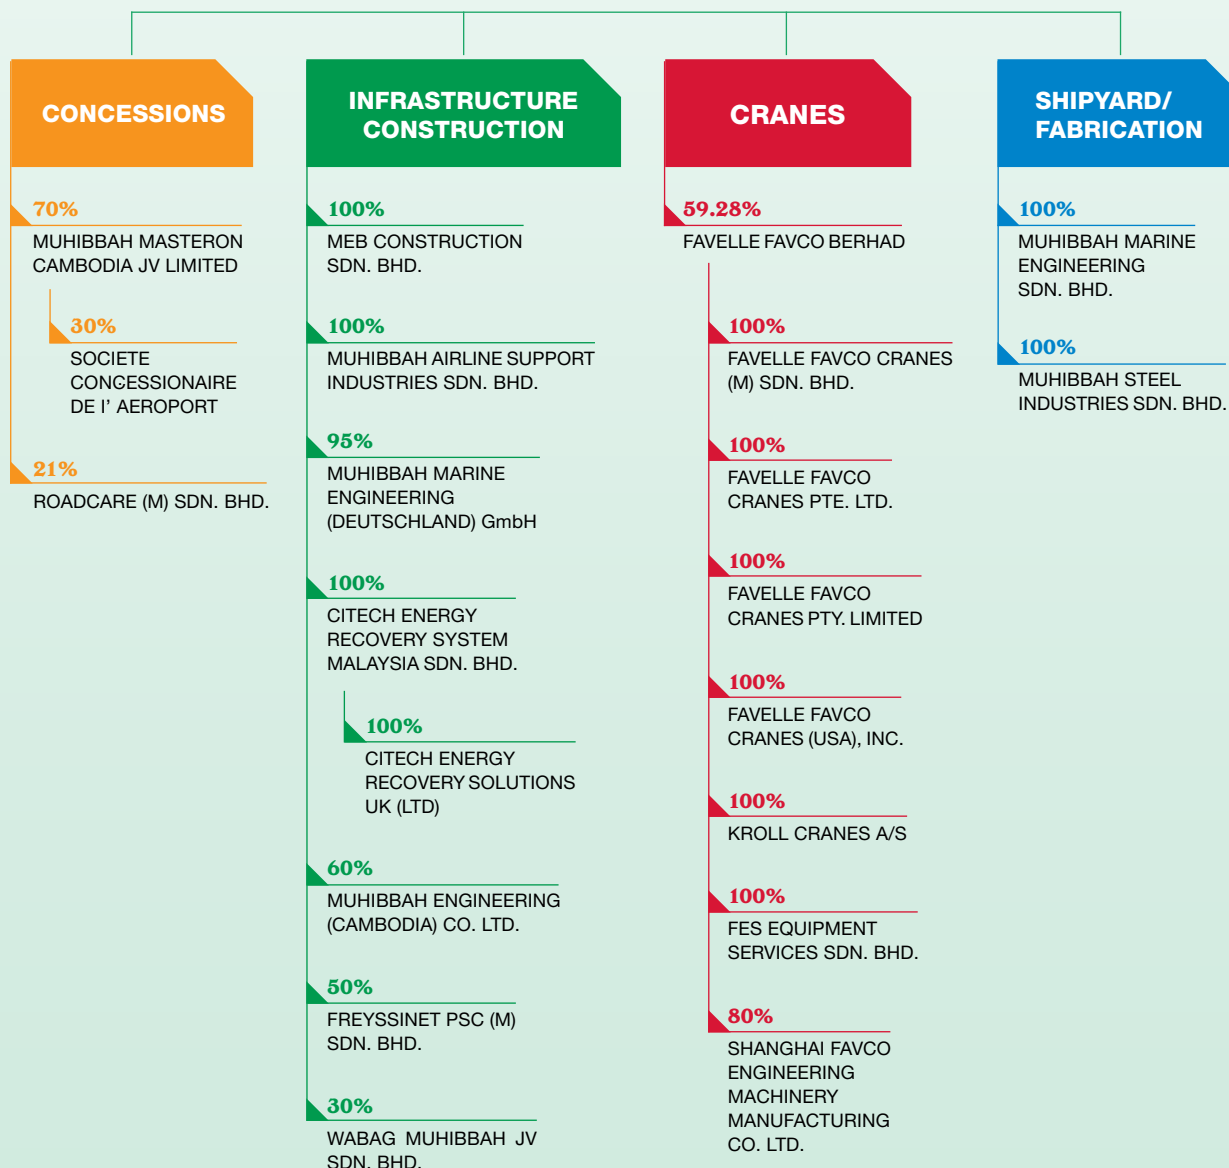 CONCESSIONS
70%
MUHIBBAH MASTERON
CAMBODIA JV LIMITED
30%
SOCIETE
CONCESSIONAIRE
DE l' AEROPORT
21%
ROADCARE (M) SDN. BHD.
INFRASTRUCTURE
CONSTRUCTION
100%
MEB CONSTRUCTION
SDN. BHD.
100%
MUHIBBAH AIRLINE SUPPORT
INDUSTRIES SDN. BHD.
95%
MUHIBBAH MARINE
ENGINEERING
(DEUTSCHLAND) GmbH
100%
CITECH ENERGY
RECOVERY SYSTEM
MALAYSIA SDN. BHD.
100%
CITECH ENERGY
RECOVERY SOLUTIONS
UK (LTD)
60%
MUHIBBAH ENGINEERING
(CAMBODIA) CO. LTD.
50%
FREYSSINET PSC (M)
SDN. BHD.
30%
WABAG MUHIBBAH JV
SDN. BHD.
CRANES
59.28%
FAVELLE FAVCO BERHAD
100%
FAVELLE FAVCO CRANES
(M) SDN. BHD.
100%
FAVELLE FAVCO
CRANES PTE. LTD.
100%
FAVELLE FAVCO
CRANES PTY. LIMITED
100%
FAVELLE FAVCO
CRANES (USA), INC.
100%
KROLL CRANES A/S
100%
FES EQUIPMENT
SERVICES SDN. BHD.
80%
SHANGHAI FAVCO
ENGINEERING
MACHINERY
MANUFACTURING
CO. LTD.
SHIPYARD/
FABRICATION
100%
MUHIBBAH MARINE
ENGINEERING
SDN. BHD.
100%
MUHIBBAH STEEL
INDUSTRIES SDN. BHD.